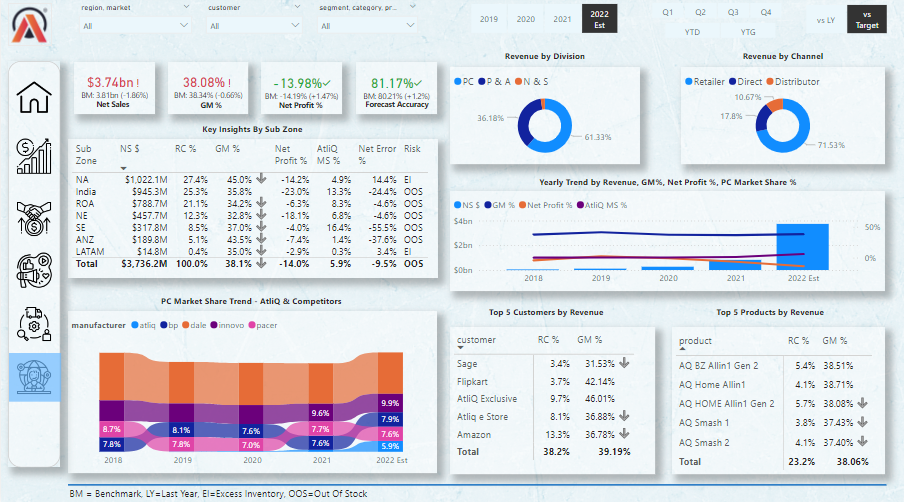 region, market customer segment, category, pr...
All All All
2019 2020 2021 2022 Est
Q1 Q2 Q3 Q4
YTD YTG
vs LY vs Target
$3.74bn !
BM: 3.81bn (-1.86%)
Net Sales
38.08% !
BM: 38.34% (-0.66%)
GM %
-13.98%✓
BM: -14.19% (+1.47%)
Net Profit %
81.17%✓
BM: 80.21% (+1.2%)
Forecast Accuracy
Revenue by Division
PC P & A N & S
36.18%
61.33%
Revenue by Channel
Retailer Direct Distributor
10.67%
17.8%
71.53%
Key Insights By Sub Zone
Sub Zone NS $ RC % GM % Net Profit % AtliQ MS % Net Error % Risk
NA $1,022.1M 27.4% 45.0% -14.2% 4.9% 14.4% EI
India $945.3M 25.3% 35.8% -23.0% 13.3% -24.4% OOS
ROA $788.7M 21.1% 34.2% -6.3% 8.3% -4.6% OOS
NE $457.7M 12.3% 32.8% -18.1% 6.8% -4.6% OOS
SE $317.8M 8.5% 37.0% -4.0% 16.4% -55.5% OOS
ANZ $189.8M 5.1% 43.5% -7.4% 1.4% -37.6% OOS
LATAM $14.8M 0.4% 35.0% -2.9% 0.3% 3.4% EI
Total $3,736.2M 100.0% 38.1% -14.0% 5.9% -9.5% OOS
Yearly Trend by Revenue, GM%, Net Profit %, PC Market Share %
NS $ GM % Net Profit % AtliQ MS %
$4bn 50%
$2bn 0%
$0bn
2018 2019 2020 2021 2022 Est
PC Market Share Trend - AtliQ & Competitors
manufacturer atliq bp dale innovo pacer
9.6% 9.9%
8.7% 8.1% 7.6% 7.7% 7.9%
7.8% 7.8% 7.0% 7.6% 7.6%
5.9%
2018 2019 2020 2021 2022 Est
Top 5 Customers by Revenue
customer RC % GM %
Sage 3.4% 31.53%
Flipkart 3.7% 42.14%
AtliQ Exclusive 9.7% 46.01%
Atliq e Store 8.1% 36.88%
Amazon 13.3% 36.78%
Total 38.2% 39.19%
Top 5 Products by Revenue
product RC % GM %
AQ BZ Allin1 Gen 2 5.4% 38.51%
AQ Home Allin1 4.1% 38.71%
AQ HOME Allin1 Gen 2 5.7% 38.08%
AQ Smash 1 3.8% 37.43%
AQ Smash 2 4.1% 37.40%
Total 23.2% 38.06%
BM = Benchmark, LY=Last Year, EI=Excess Inventory, OOS=Out Of Stock